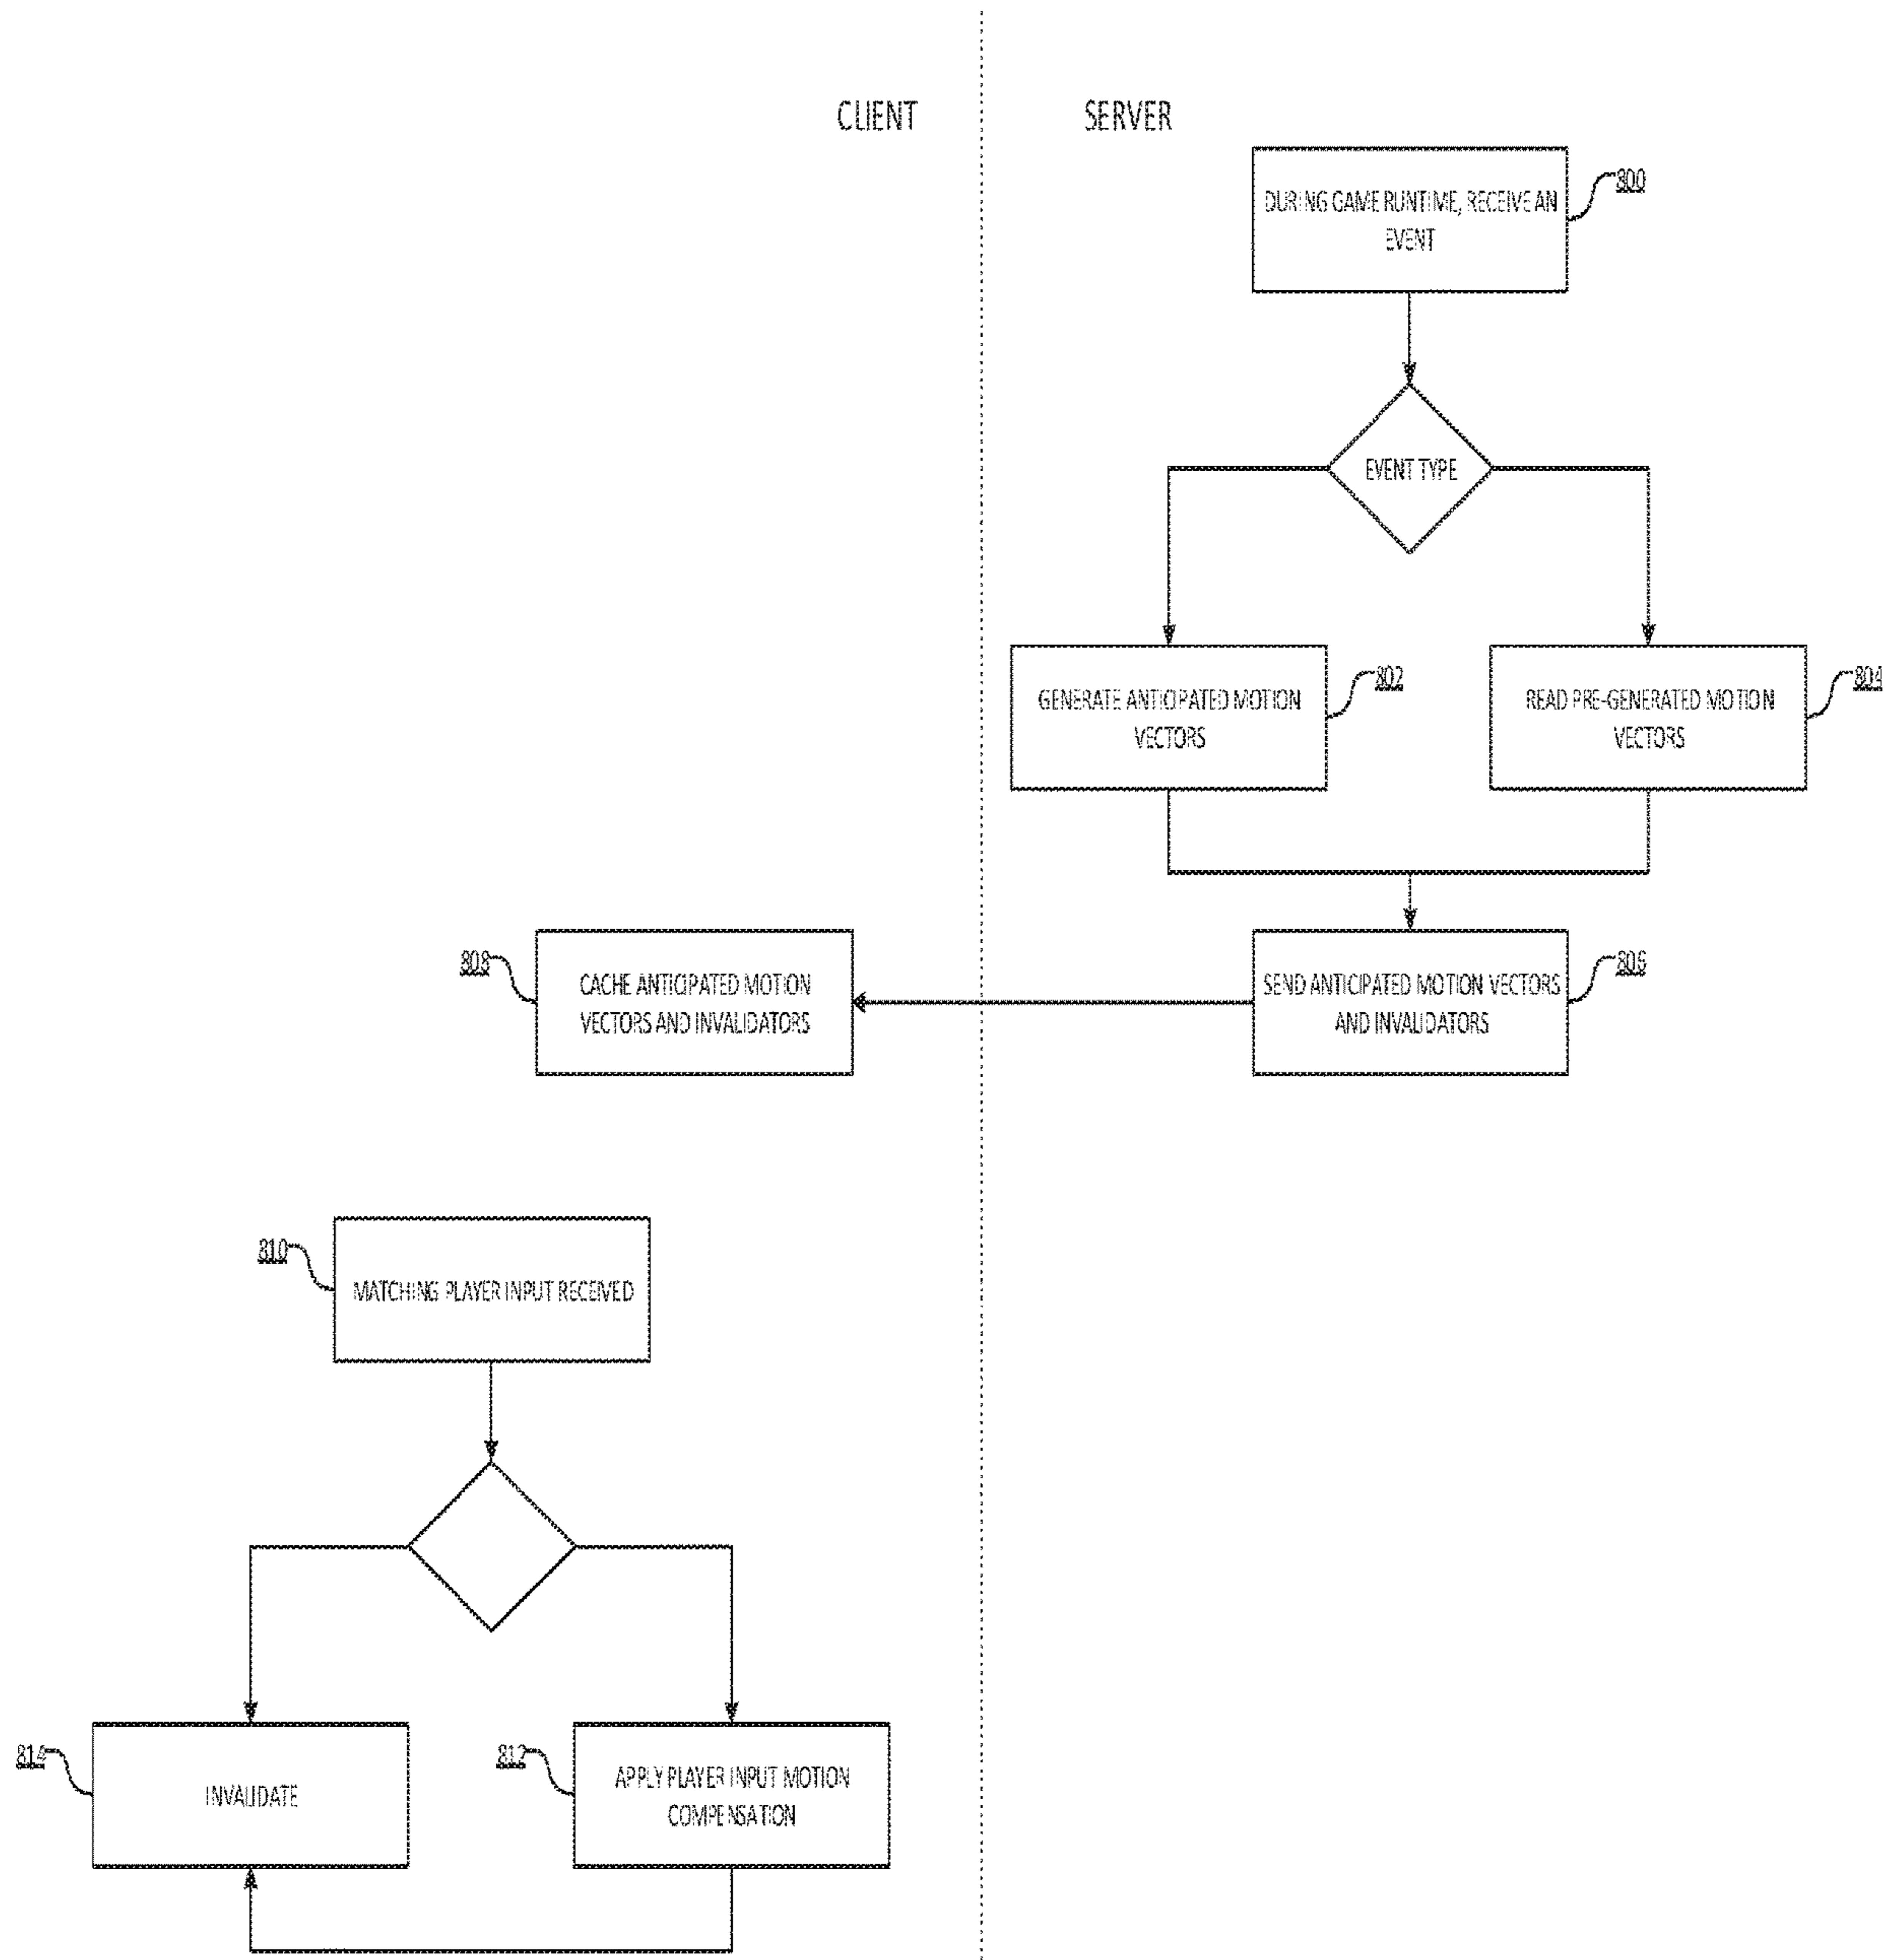 CLIENT
SERVER
DURING GAME RUNTIME, RECEIVE AN
EVENT
800
EVENT TYPE
GENERATE ANTICIPATED MOTION
VECTORS
802
READ PRE-GENERATED MOTION
VECTORS
804
808
CACHE ANTICIPATED MOTION
VECTORS AND INVALIDATORS
SEND ANTICIPATED MOTION VECTORS
AND INVALIDATORS
806
810
MATCHING PLAYER INPUT RECEIVED
814
INVALIDATE
812
APPLY PLAYER INPUT MOTION
COMPENSATION